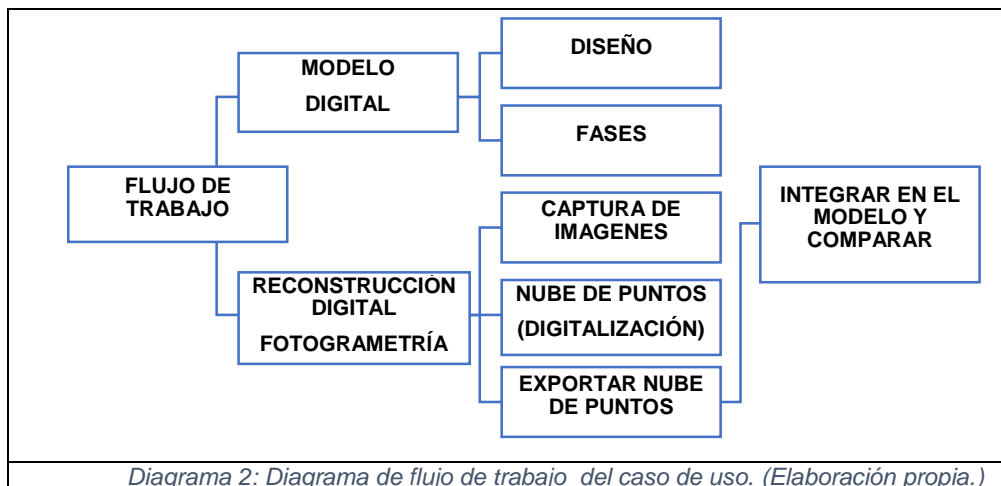 MODELO
DIGITAL
DISEÑO
FASES
FLUJO DE
TRABAJO
RECONSTRUCCIÓN
DIGITAL
FOTOGRAMETRÍA
CAPTURA DE
IMAGENES
NUBE DE PUNTOS
(DIGITALIZACIÓN)
EXPORTAR NUBE
DE PUNTOS
INTEGRAR EN EL
MODELO Y
COMPARAR
Diagrama 2: Diagrama de flujo de trabajo del caso de uso. (Elaboración propia.)